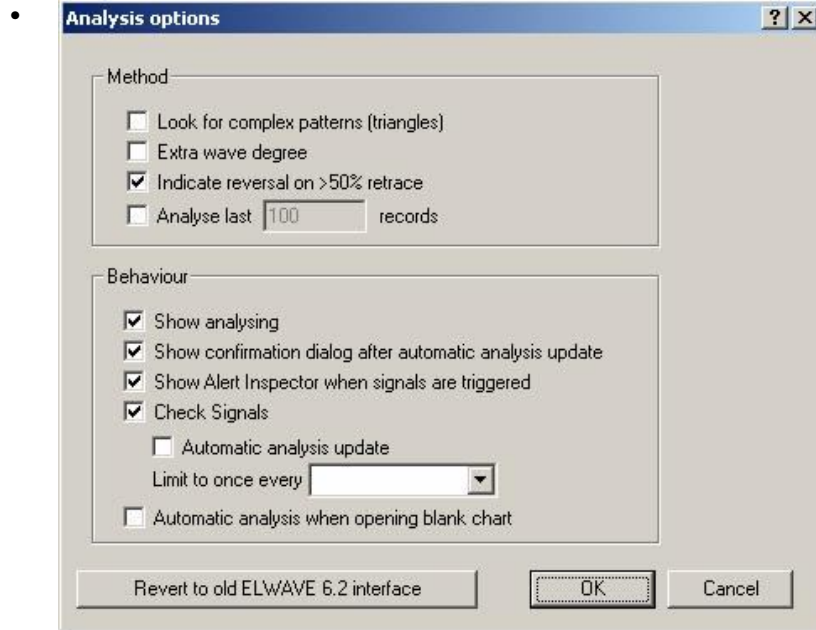 Analysis options
Method
Look for complex patterns (triangles)
Extra wave degree
Indicate reversal on >50% retrace
Analyse last 100 records
Behaviour
Show analysing
Show confirmation dialog after automatic analysis update
Show Alert Inspector when signals are triggered
Check Signals
Automatic analysis update
Limit to once every
Automatic analysis when opening blank chart
Revert to old ELWAVE 6.2 interface OK Cancel